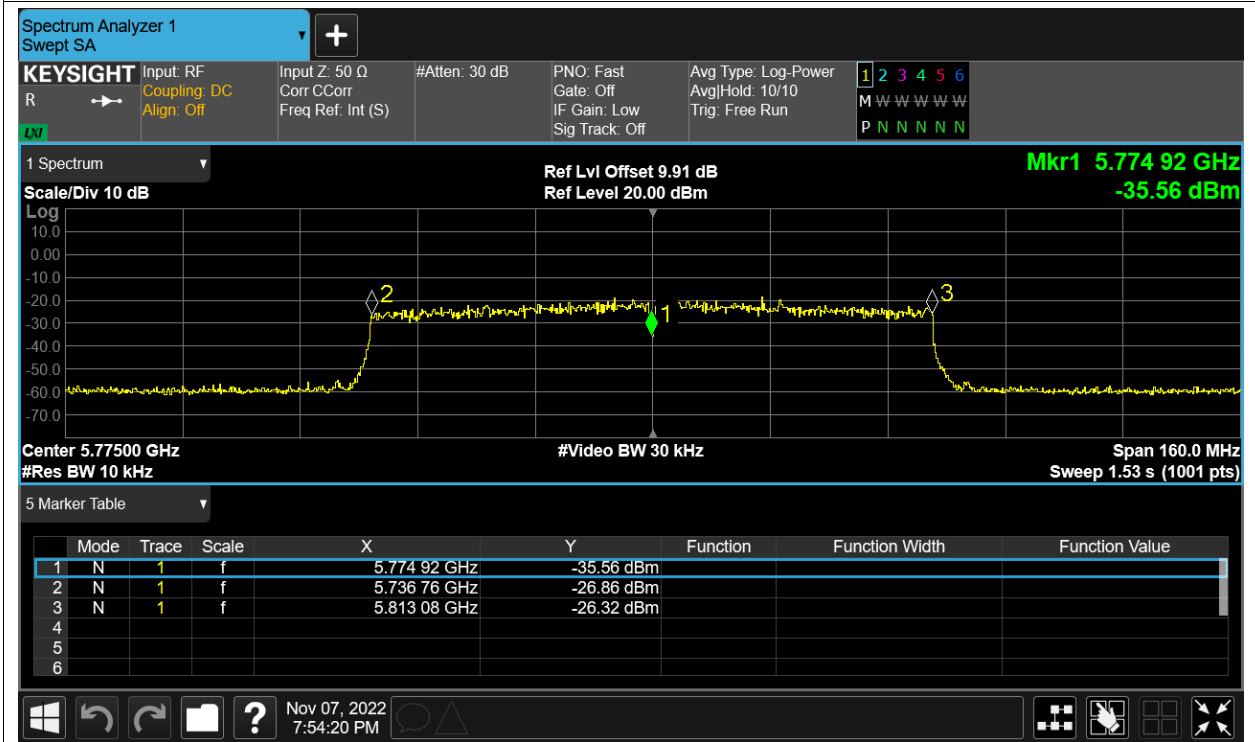 Spectrum Analyzer 1
Swept SA
+
KEYSIGHT
R
LXI
Input: RF
Coupling: DC
Align: Off
Input Z: 50 Ω
Corr CCorr
Freq Ref: Int (S)
#Atten: 30 dB
PNO: Fast
Gate: Off
IF Gain: Low
Sig Track: Off
Avg Type: Log-Power
Avg|Hold: 10/10
Trig: Free Run
1 2 3 4 5 6
M W W W W W
P N N N N N
1 Spectrum
Scale/Div 10 dB
Ref Lvl Offset 9.91 dB
Ref Level 20.00 dBm
Mkr1 5.774 92 GHz
-35.56 dBm
Log
10.0
0.00
-10.0
-20.0
-30.0
-40.0
-50.0
-60.0
-70.0
2
1
3
Center 5.77500 GHz
#Video BW 30 kHz
Span 160.0 MHz
#Res BW 10 kHz
Sweep 1.53 s (1001 pts)
5 Marker Table
Mode Trace Scale X Y Function Function Width Function Value
1 N 1 f 5.774 92 GHz -35.56 dBm
2 N 1 f 5.736 76 GHz -26.86 dBm
3 N 1 f 5.813 08 GHz -26.32 dBm
4
5
6
?
Nov 07, 2022
7:54:20 PM